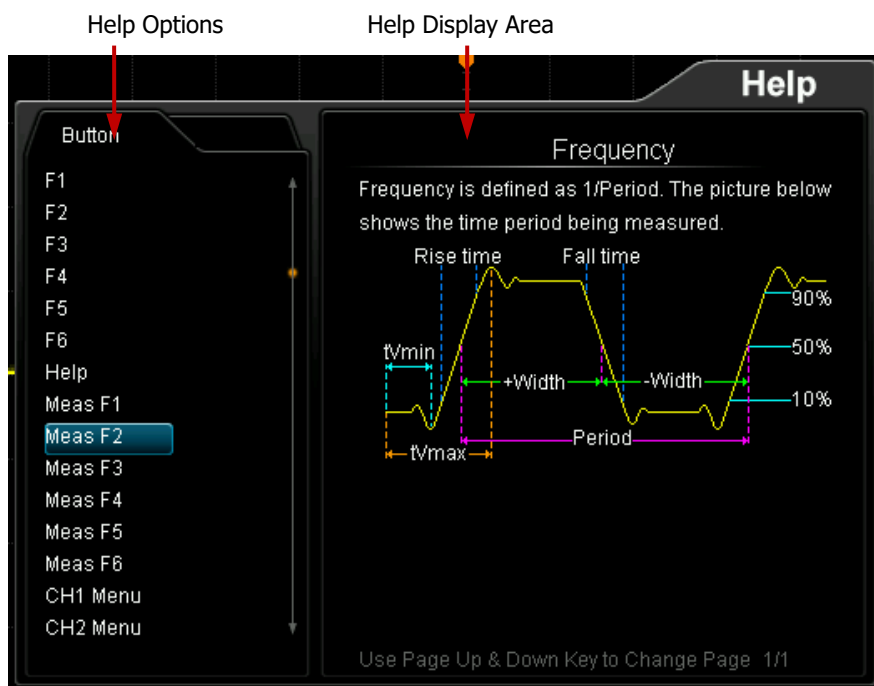 Help Options
Help Display Area
Help
Button
F1
F2
F3
F4
F5
F6
Help
Meas F1
Meas F2
Meas F3
Meas F4
Meas F5
Meas F6
CH1 Menu
CH2 Menu
Frequency
Frequency is defined as 1/Period. The picture below
shows the time period being measured.
Rise time
Fall time
90%
tVmin
50%
+Width
-Width
10%
Period
tVmax
Use Page Up & Down Key to Change Page 1/1